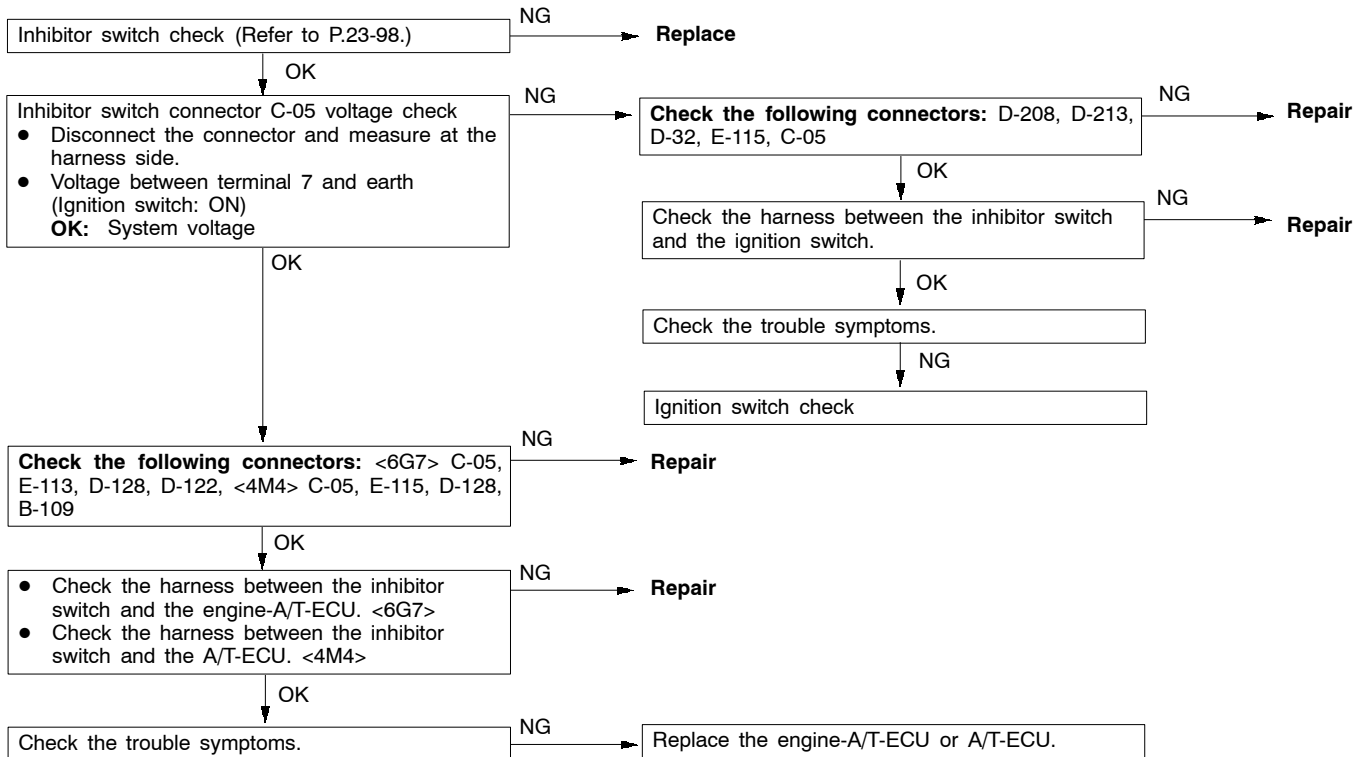 Inhibitor switch check (Refer to P.23-98.)
NG
Replace
OK
Inhibitor switch connector C-05 voltage check
● Disconnect the connector and measure at the
harness side.
● Voltage between terminal 7 and earth
(Ignition switch: ON)
OK: System voltage
NG
Check the following connectors: D-208, D-213,
D-32, E-115, C-05
NG
Repair
OK
Check the harness between the inhibitor switch
and the ignition switch.
NG
Repair
OK
Check the trouble symptoms.
NG
Ignition switch check
OK
Check the following connectors: <6G7> C-05,
E-113, D-128, D-122, <4M4> C-05, E-115, D-128,
B-109
NG
Repair
OK
● Check the harness between the inhibitor
switch and the engine-A/T-ECU. <6G7>
● Check the harness between the inhibitor
switch and the A/T-ECU. <4M4>
NG
Repair
OK
Check the trouble symptoms.
NG
Replace the engine-A/T-ECU or A/T-ECU.